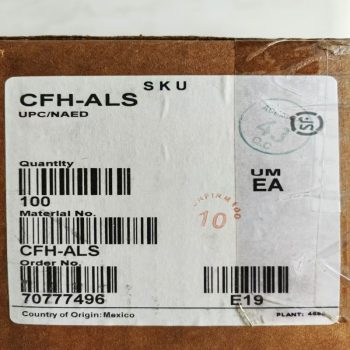 SKU
CFH-ALS
UPC/NAED
43
Q.C
Quantity
100
UM
EA
Material No.
10
CFH-ALS
Order No.
70777496
E19
Country of Origin: Mexico
PLANT: